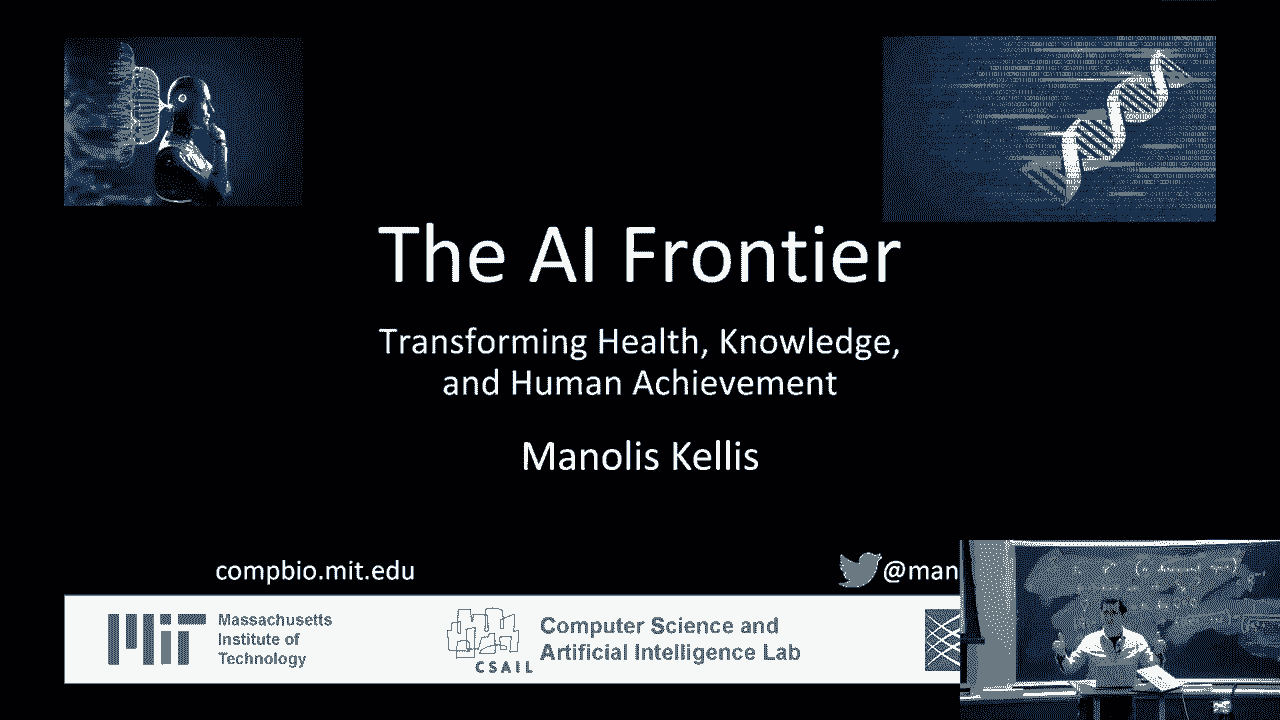 The AI Frontier
Transforming Health, Knowledge,
and Human Achievement
Manolis Kellis
compbio.mit.edu
@man
MIT
Massachusetts
Institute of
Technology
CSAIL
Computer Science and
Artificial Intelligence Lab